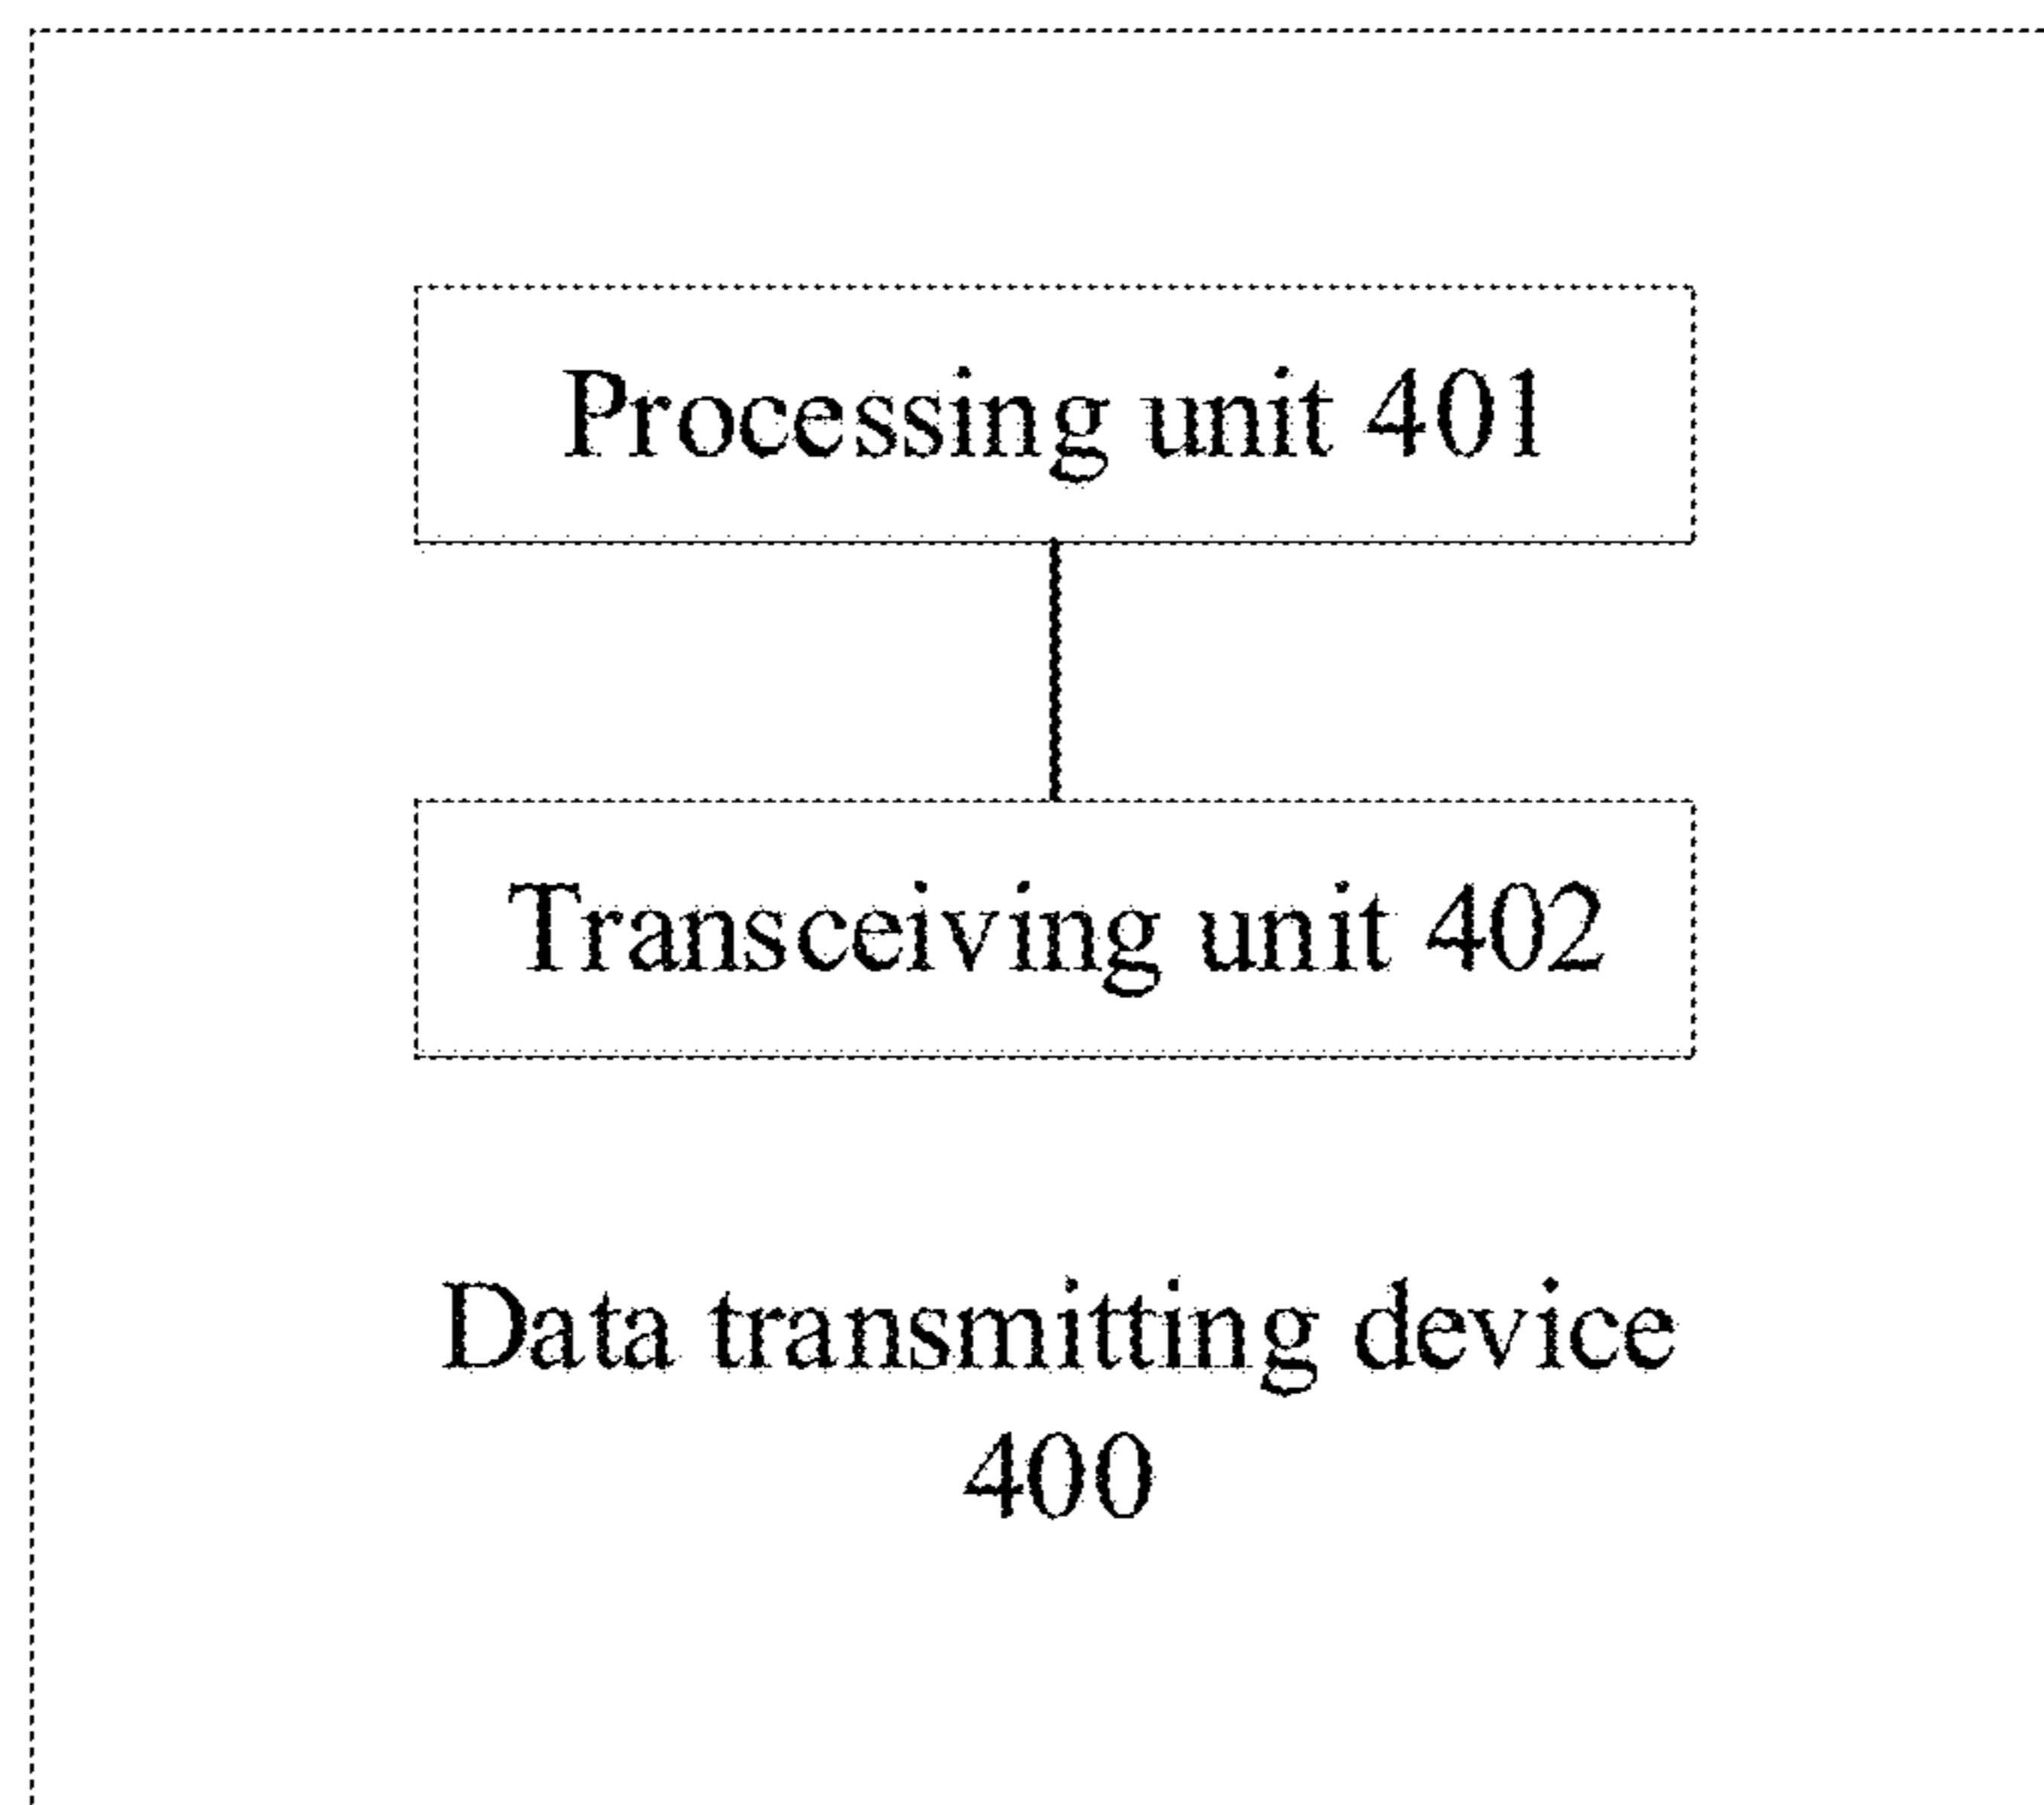 Processing unit 401
Transceiving unit 402
Data transmitting device
400